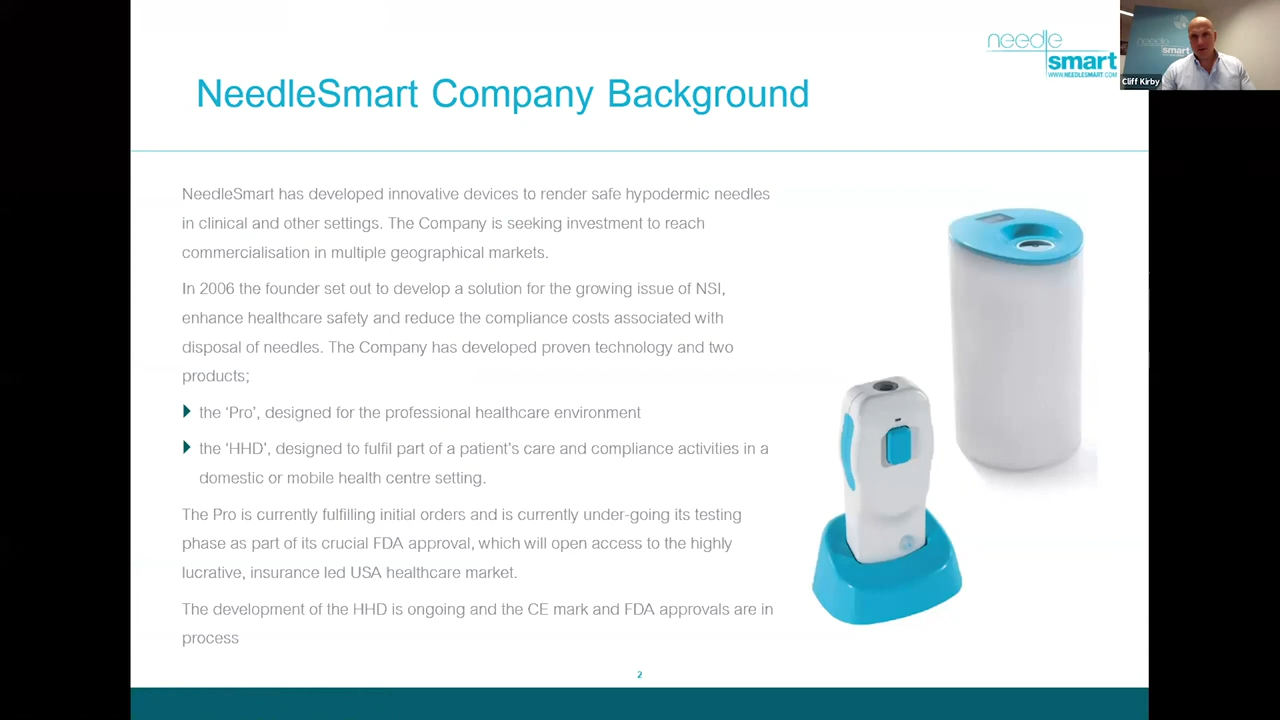 needle
smart
WWW.NEEDLESMART.COM
needle
smart
Cliff Kirby
NeedleSmart Company Background
NeedleSmart has developed innovative devices to render safe hypodermic needles
in clinical and other settings. The Company is seeking investment to reach
commercialisation in multiple geographical markets.
In 2006 the founder set out to develop a solution for the growing issue of NSI,
enhance healthcare safety and reduce the compliance costs associated with
disposal of needles. The Company has developed proven technology and two
products;
the ‘Pro’, designed for the professional healthcare environment
the ‘HHD’, designed to fulfil part of a patient’s care and compliance activities in a
domestic or mobile health centre setting.
The Pro is currently fulfilling initial orders and is currently under-going its testing
phase as part of its crucial FDA approval, which will open access to the highly
lucrative, insurance led USA healthcare market.
The development of the HHD is ongoing and the CE mark and FDA approvals are in
process
2